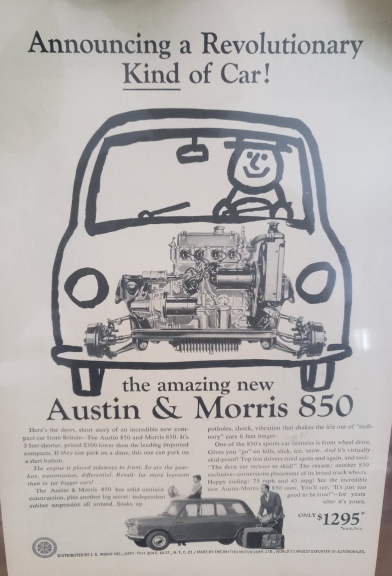 Announcing a Revolutionary
Kind of Car!
the amazing new
Austin & Morris 850
Here's the short, short story of an incredible new com-
pact car from Britain–The Austin 850 and Morris 850. It's
3 feet shorter, priced $300 lower than the leading imported
compacts. If they can park on a dime, this one can park
on a short button.
The engine is placed sideways in front. So are the gear-
box, transmission, differential. Result: far more legroom
than in far bigger cars!
The Austin & Morris 850 has solid unitized
construction, plus another big secret: independent
rubber suspension all around. Soaks up
potholes, shock, vibration that shakes the life out of "ordi-
nary" cars 6 feet longer.
One of the 850's sports car features is front wheel drive.
Gives you "go" on hills, slick, ice, snow. And it's virtually
skid-proof! Top test drivers tried again and again, and said:
"The darn car refuses to skid!" The reason: another 850
exclusive–scientific placement of its broad track wheels.
Happy ending: 75 mph and 45 mpg! See the incredible
new Austin-Morris 850. You'll say, "It's just too
good to be true!"–for years
after it's yours.
ONLY $1295*